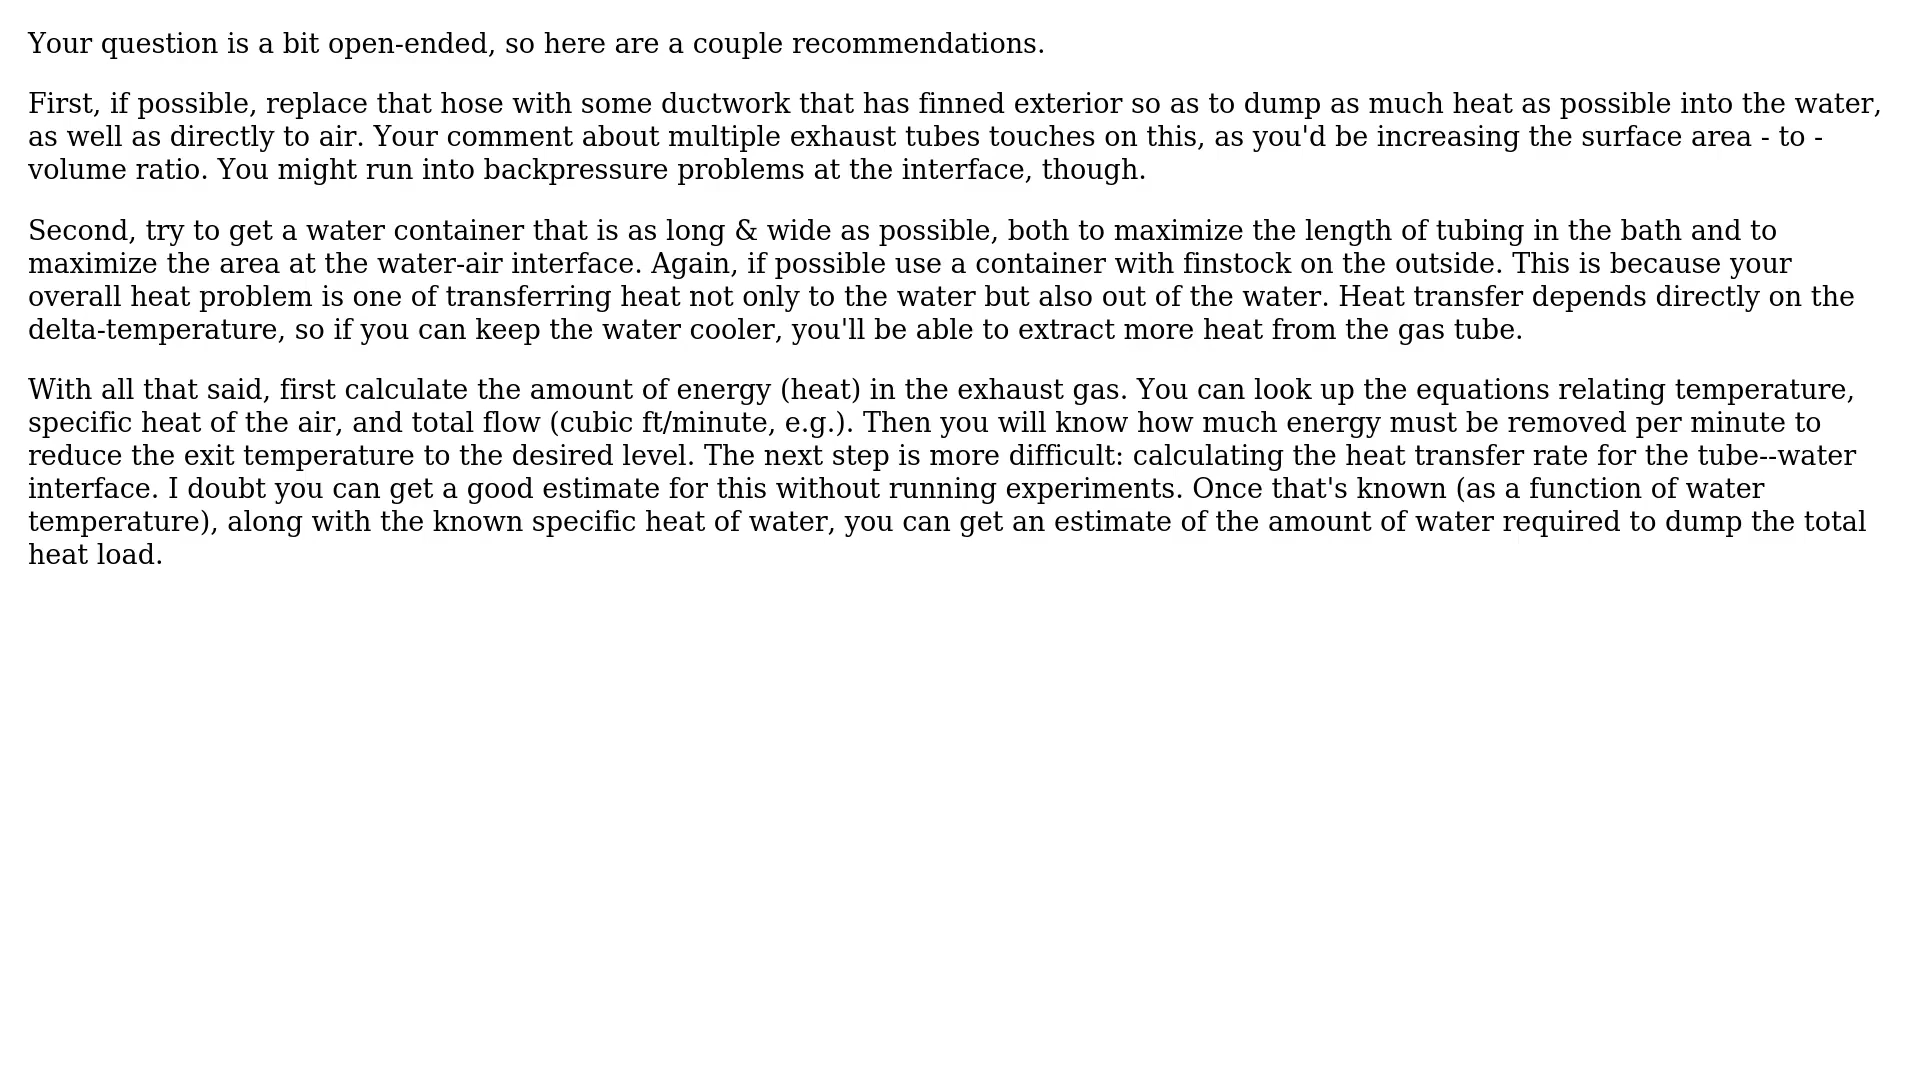 Your question is a bit open-ended, so here are a couple recommendations.
First, if possible, replace that hose with some ductwork that has finned exterior so as to dump as much heat as possible into the water,
as well as directly to air. Your comment about multiple exhaust tubes touches on this, as you'd be increasing the surface area - to -
volume ratio. You might run into backpressure problems at the interface, though.
Second, try to get a water container that is as long & wide as possible, both to maximize the length of tubing in the bath and to
maximize the area at the water-air interface. Again, if possible use a container with finstock on the outside. This is because your
overall heat problem is one of transferring heat not only to the water but also out of the water. Heat transfer depends directly on the
delta-temperature, so if you can keep the water cooler, you'll be able to extract more heat from the gas tube.
With all that said, first calculate the amount of energy (heat) in the exhaust gas. You can look up the equations relating temperature,
specific heat of the air, and total flow (cubic ft/minute, e.g.). Then you will know how much energy must be removed per minute to
reduce the exit temperature to the desired level. The next step is more difficult: calculating the heat transfer rate for the tube--water
interface. I doubt you can get a good estimate for this without running experiments. Once that's known (as a function of water
temperature), along with the known specific heat of water, you can get an estimate of the amount of water required to dump the total
heat load.